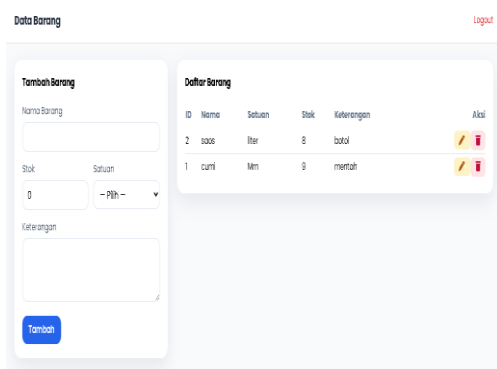 Data Barang
Logout
Tambah Barang
Nama Barang
Stok Satuan
0 -- Pilih --
Keterangan
Tambah
Daftar Barang
ID Nama Satuan Stok Keterangan Aksi
2 saos liter 8 botol
1 cumi Mm 9 mentah